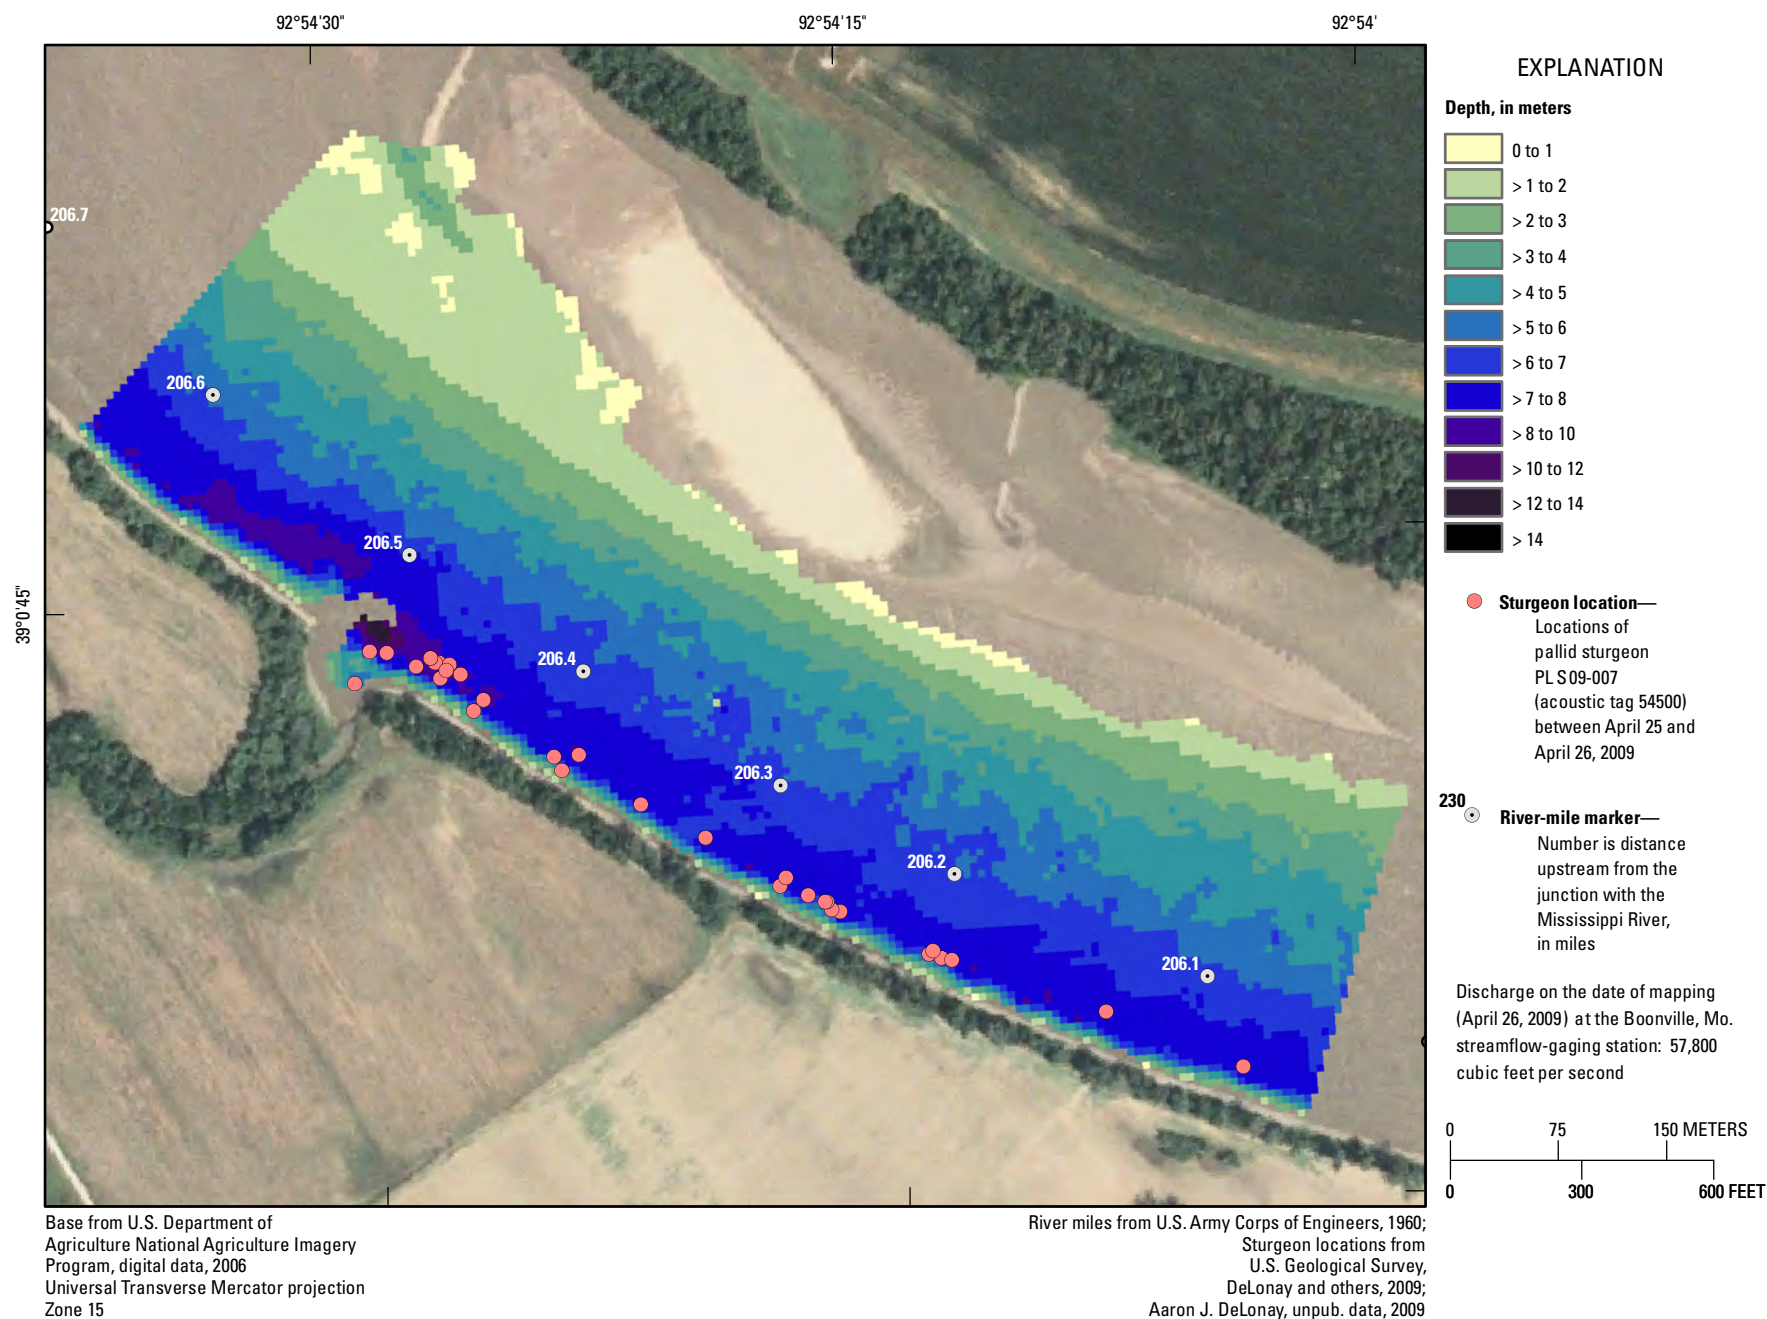 92°54'30"
92°54'15"
92°54'
39°0'45"
206.7
206.6
206.5
206.4
206.3
206.2
206.1
EXPLANATION
Depth, in meters
0 to 1
> 1 to 2
> 2 to 3
> 3 to 4
> 4 to 5
> 5 to 6
> 6 to 7
> 7 to 8
> 8 to 10
> 10 to 12
> 12 to 14
> 14
Sturgeon location—
Locations of
pallid sturgeon
PLS09-007
(acoustic tag 54500)
between April 25 and
April 26, 2009
230
River-mile marker—
Number is distance
upstream from the
junction with the
Mississippi River,
in miles
Discharge on the date of mapping
(April 26, 2009) at the Boonville, Mo.
streamflow-gaging station: 57,800
cubic feet per second
0 75 150 METERS
0 300 600 FEET
Base from U.S. Department of
Agriculture National Agriculture Imagery
Program, digital data, 2006
Universal Transverse Mercator projection
Zone 15
River miles from U.S. Army Corps of Engineers, 1960;
Sturgeon locations from
U.S. Geological Survey,
DeLonay and others, 2009;
Aaron J. DeLonay, unpub. data, 2009